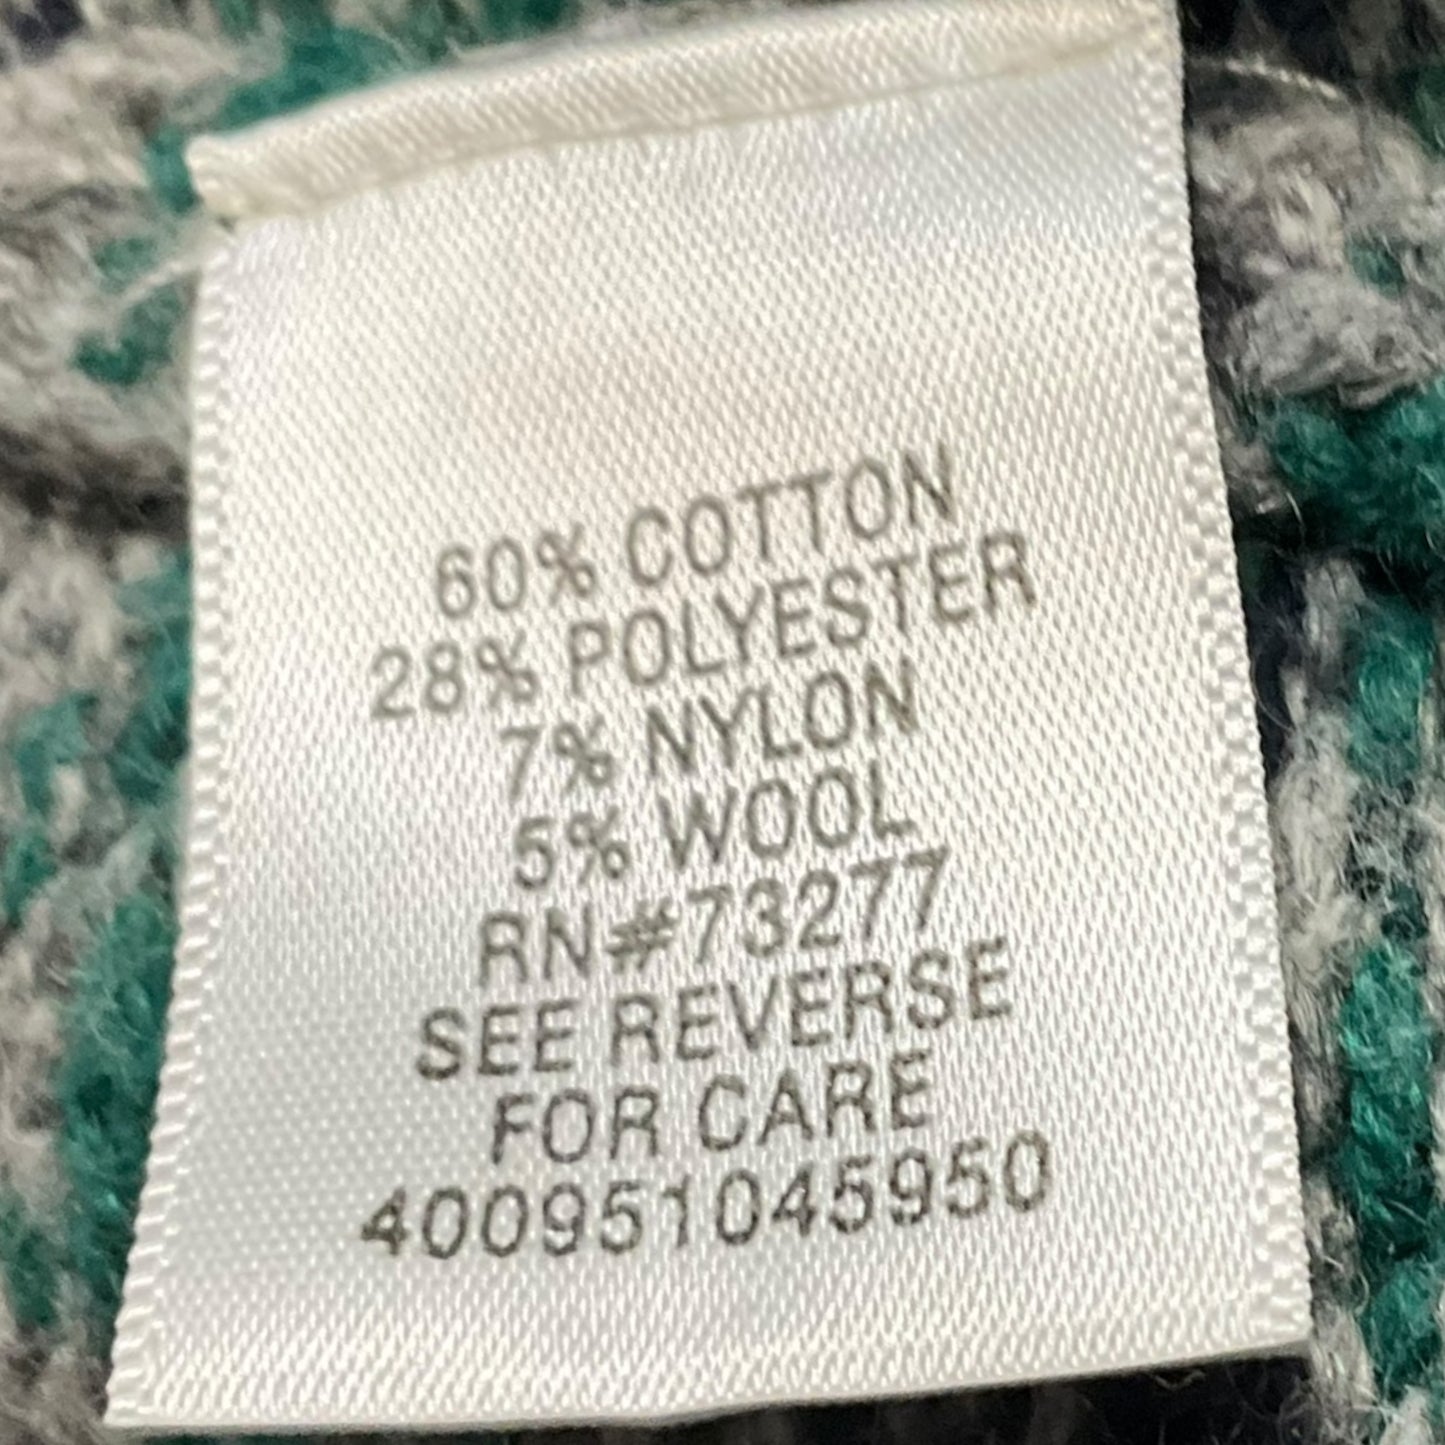 60% COTTON
28% POLYESTER
7% NYLON
5% WOOL
RN#73277
SEE REVERSE
FOR CARE
400951045950